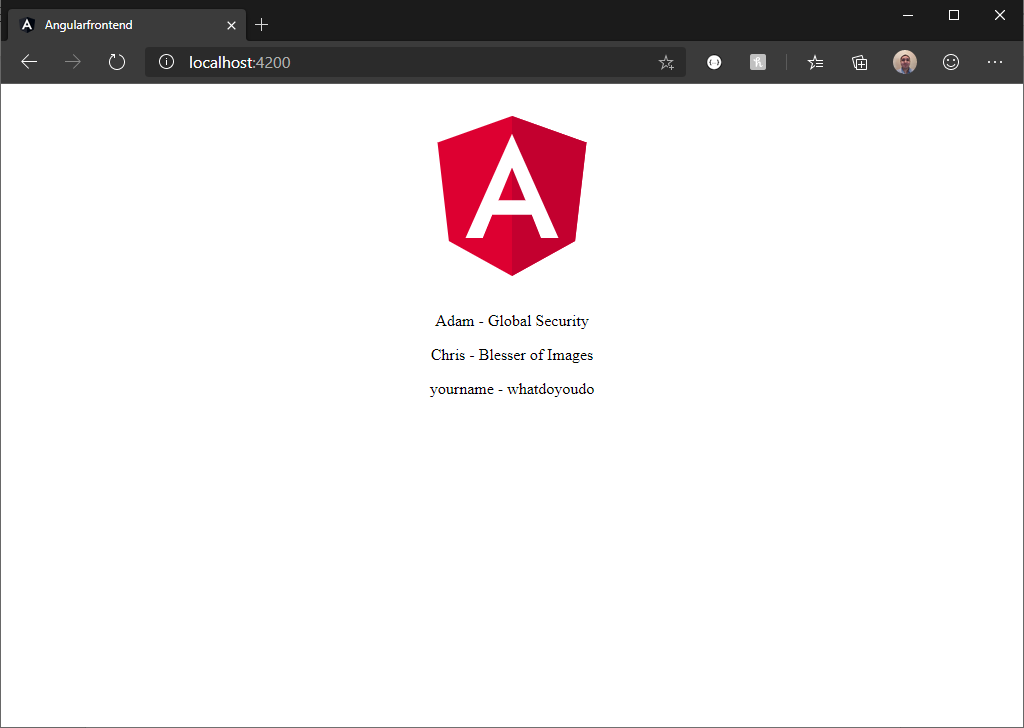 Angularfrontend
localhost:4200
A
Adam - Global Security
Chris - Blesser of Images
yourname - whatdoyoudo